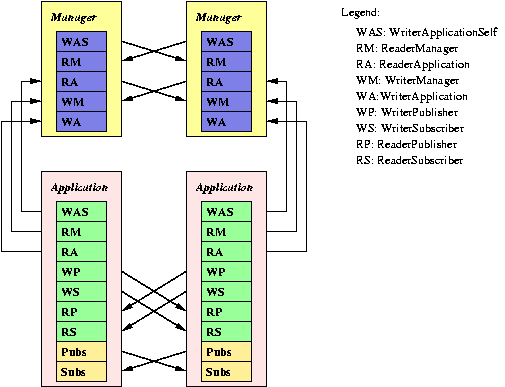 Manager
WAS
RM
RA
WM
WA
Manager
WAS
RM
RA
WM
WA
Legend:
WAS: WriterApplicationSelf
RM: ReaderManager
RA: ReaderApplication
WM: WriterManager
WA:WriterApplication
WP: WriterPublisher
WS: WriterSubscriber
RP: ReaderPublisher
RS: ReaderSubscriber
Application
WAS
RM
RA
WP
WS
RP
RS
Pubs
Subs
Application
WAS
RM
RA
WP
WS
RP
RS
Pubs
Subs